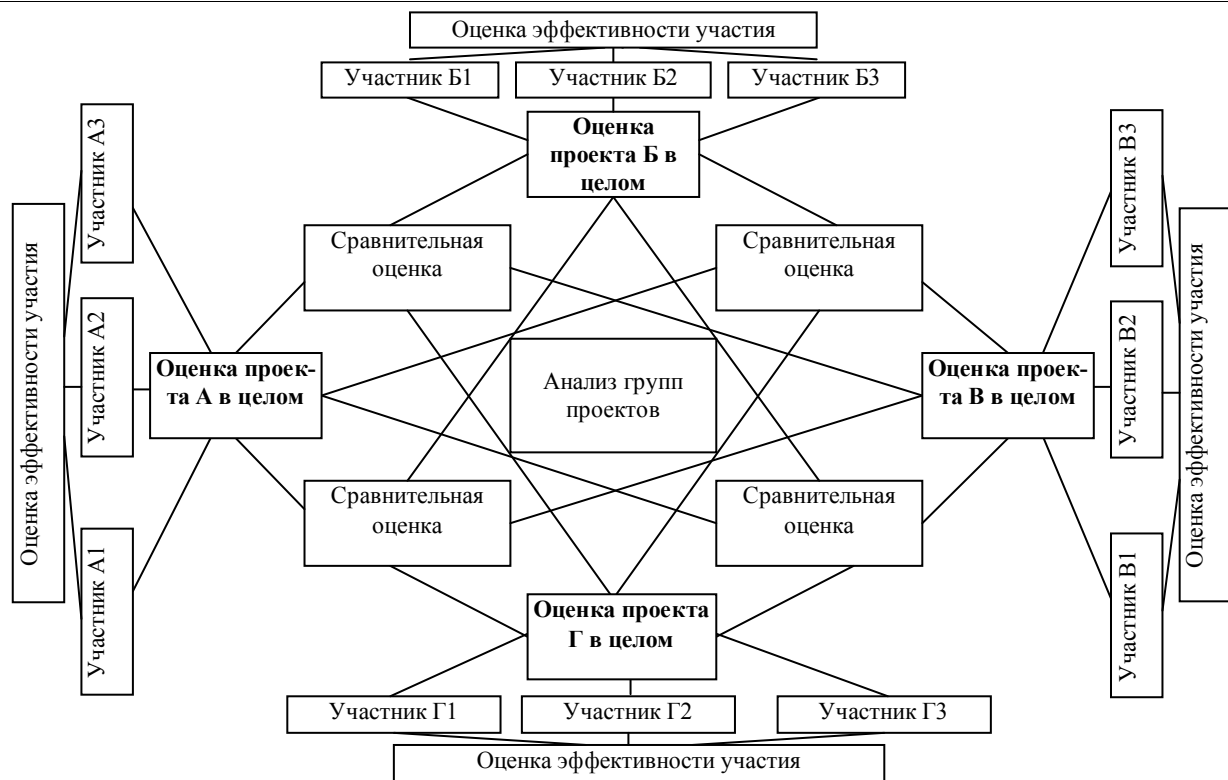 Оценка эффективности участия
Участник Б1
Участник Б2
Участник Б3
Оценка
проекта Б в
целом
Оценка эффективности участия
Участник А3
Участник А2
Участник А1
Сравнительная
оценка
Сравнительная
оценка
Участник В3
Участник В2
Участник В1
Оценка эффективности участия
Оценка проек-
та А в целом
Анализ групп
проектов
Оценка проек-
та В в целом
Сравнительная
оценка
Сравнительная
оценка
Оценка проекта
Г в целом
Участник Г1
Участник Г2
Участник Г3
Оценка эффективности участия